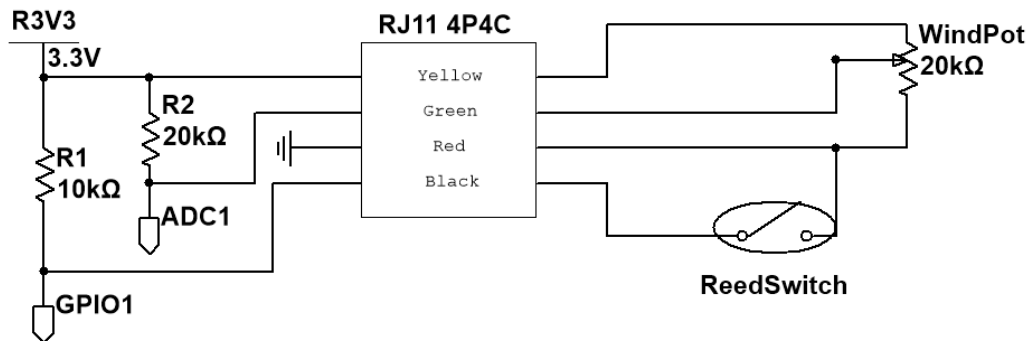 R3V3
3.3V
RJ11 4P4C
WindPot
20kΩ
Yellow
Green
Red
Black
R2
20kΩ
R1
10kΩ
ADC1
GPIO1
ReedSwitch